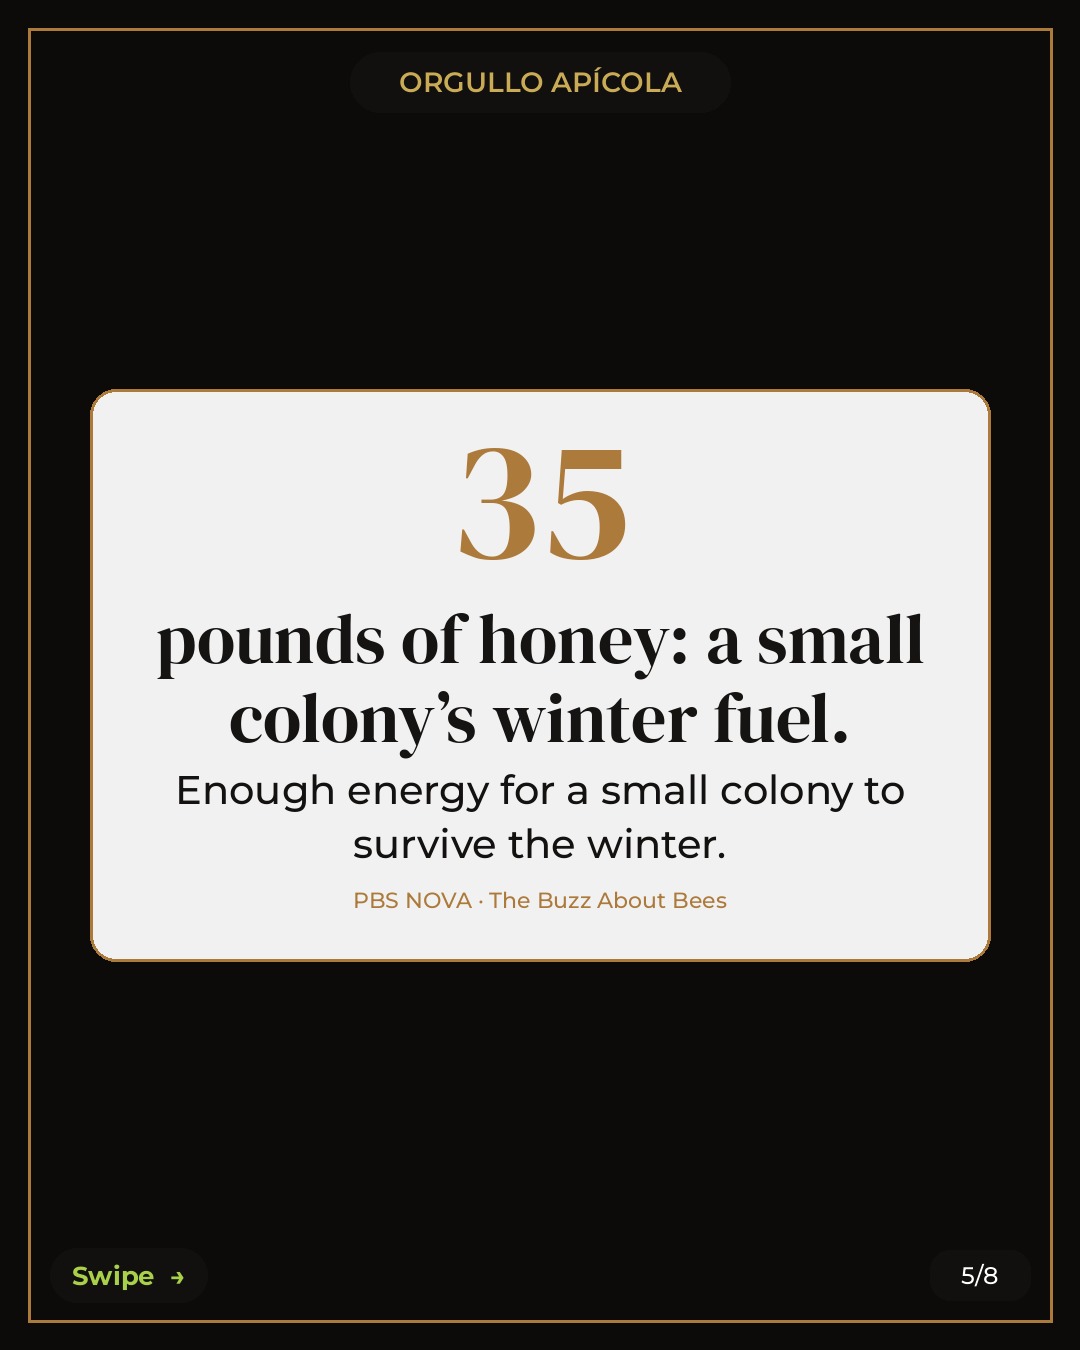 ORGULLO APÍCOLA
35
pounds of honey: a small
colony’s winter fuel.
Enough energy for a small colony to
survive the winter.
PBS NOVA · The Buzz About Bees
Swipe →
5/8